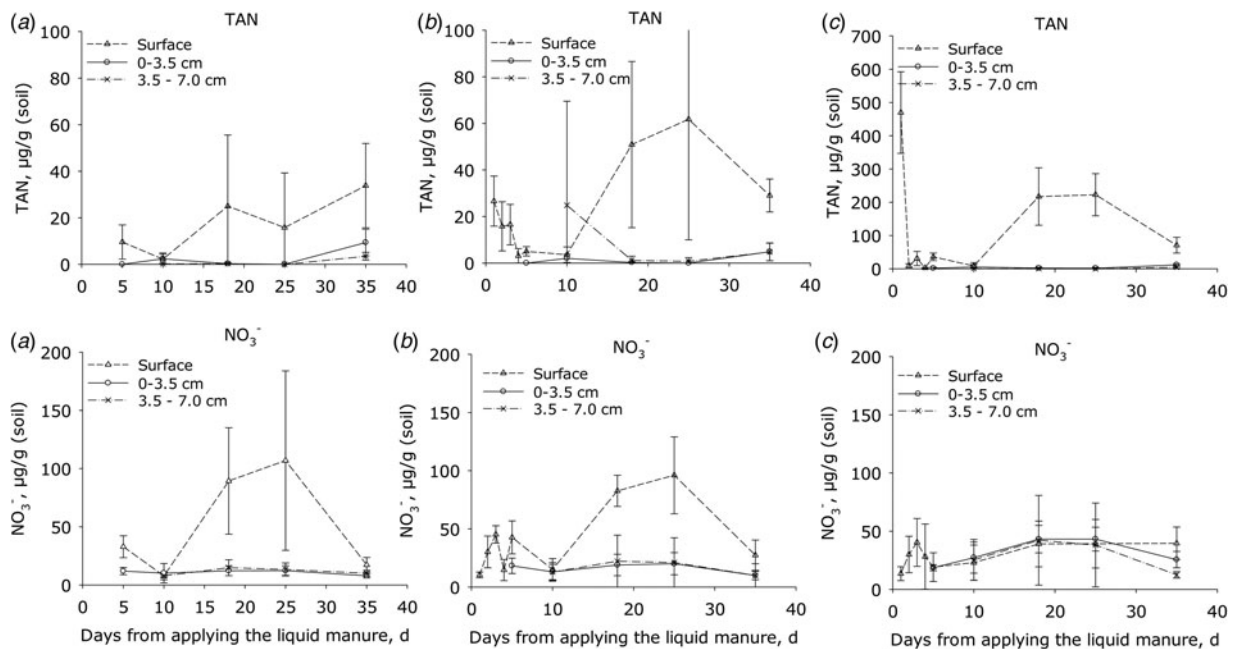 (a) TAN
Surface
0-3.5 cm
3.5 - 7.0 cm
TAN, µg/g (soil)
100
80
60
40
20
0
0 5 10 15 20 25 30 35 40
(b) TAN
Surface
0-3.5 cm
3.5 - 7.0 cm
TAN, µg/g (soil)
100
80
60
40
20
0
0 10 20 30 40
(c) TAN
Surface
0-3.5 cm
3.5 - 7.0 cm
TAN, µg/g (soil)
700
600
500
400
300
200
100
0
0 10 20 30 40
(a) NO₃⁻
Surface
0-3.5 cm
3.5 - 7.0 cm
NO₃⁻, µg/g (soil)
200
150
100
50
0
0 5 10 15 20 25 30 35 40
Days from applying the liquid manure, d
(b) NO₃⁻
Surface
0-3.5 cm
3.5 - 7.0 cm
NO₃⁻, µg/g (soil)
200
150
100
50
0
0 10 20 30 40
Days from applying the liquid manure, d
(c) NO₃⁻
Surface
0-3.5 cm
3.5 - 7.0 cm
NO₃⁻, µg/g (soil)
200
150
100
50
0
0 10 20 30 40
Days from applying the liquid manure, d